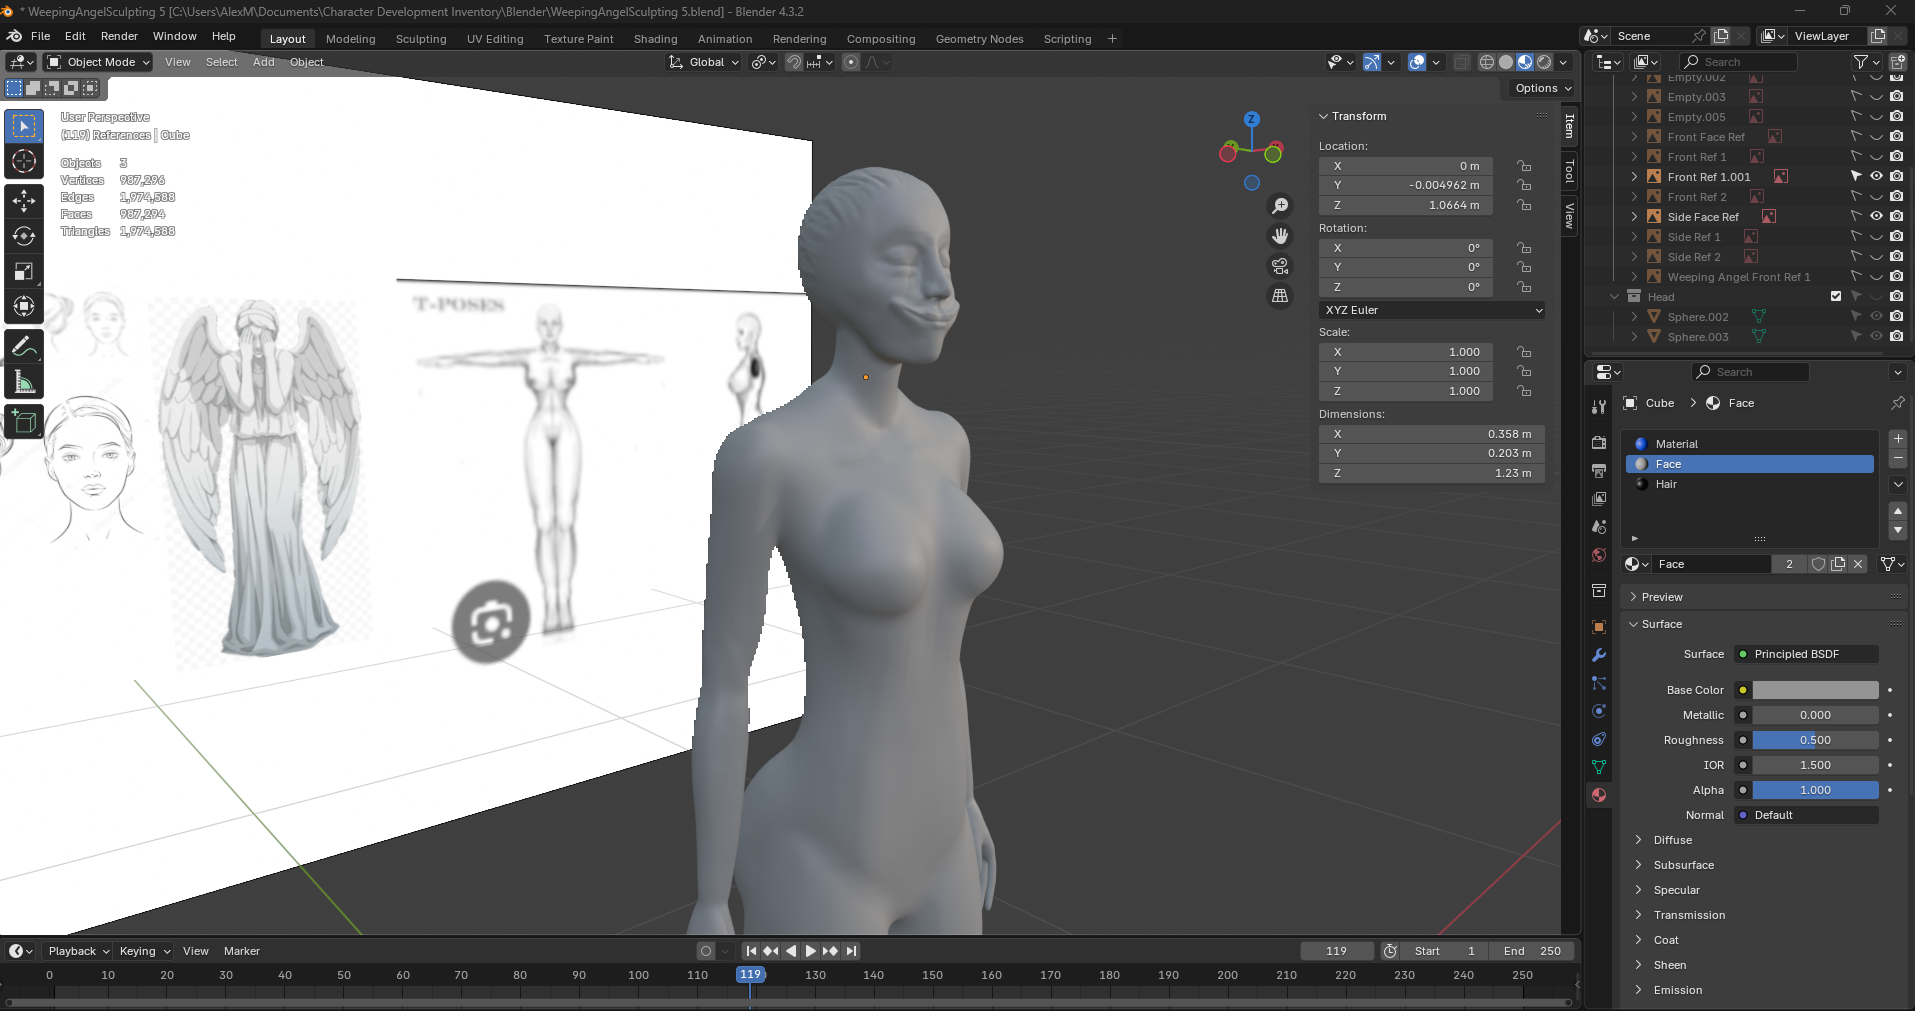 * WeepingAngelSculpting 5 [C:\Users\AlexM\Documents\Character Development Inventory\Blender\WeepingAngelSculpting 5.blend] - Blender 4.3.2
File Edit Render Window Help Layout Modeling Sculpting UV Editing Texture Paint Shading Animation Rendering Compositing Geometry Nodes Scripting + Scene ViewLayer
Object Mode View Select Add Object Global Search
Options
User Perspective
(119) References | Cube
Objects 3
Vertices 987,296
Edges 1,974,588
Faces 987,294
Triangles 1,974,588
T-POSES
Z
Transform
Location:
X 0 m
Y -0.004962 m
Z 1.0664 m
Rotation:
X 0°
Y 0°
Z 0°
XYZ Euler
Scale:
X 1.000
Y 1.000
Z 1.000
Dimensions:
X 0.358 m
Y 0.203 m
Z 1.23 m
Item
Tool
View
Empty.002
Empty.003
Empty.005
Front Face Ref
Front Ref 1
Front Ref 1.001
Front Ref 2
Side Face Ref
Side Ref 1
Side Ref 2
Weeping Angel Front Ref 1
Head
Sphere.002
Sphere.003
Search
Cube > Face
Material
Face
Hair
Face 2
Preview
Surface
Surface Principled BSDF
Base Color
Metallic 0.000
Roughness 0.500
IOR 1.500
Alpha 1.000
Normal Default
Diffuse
Subsurface
Specular
Transmission
Coat
Sheen
Emission
Playback Keying View Marker 119 Start 1 End 250
0 10 20 30 40 50 60 70 80 90 100 110 119 130 140 150 160 170 180 190 200 210 220 230 240 250